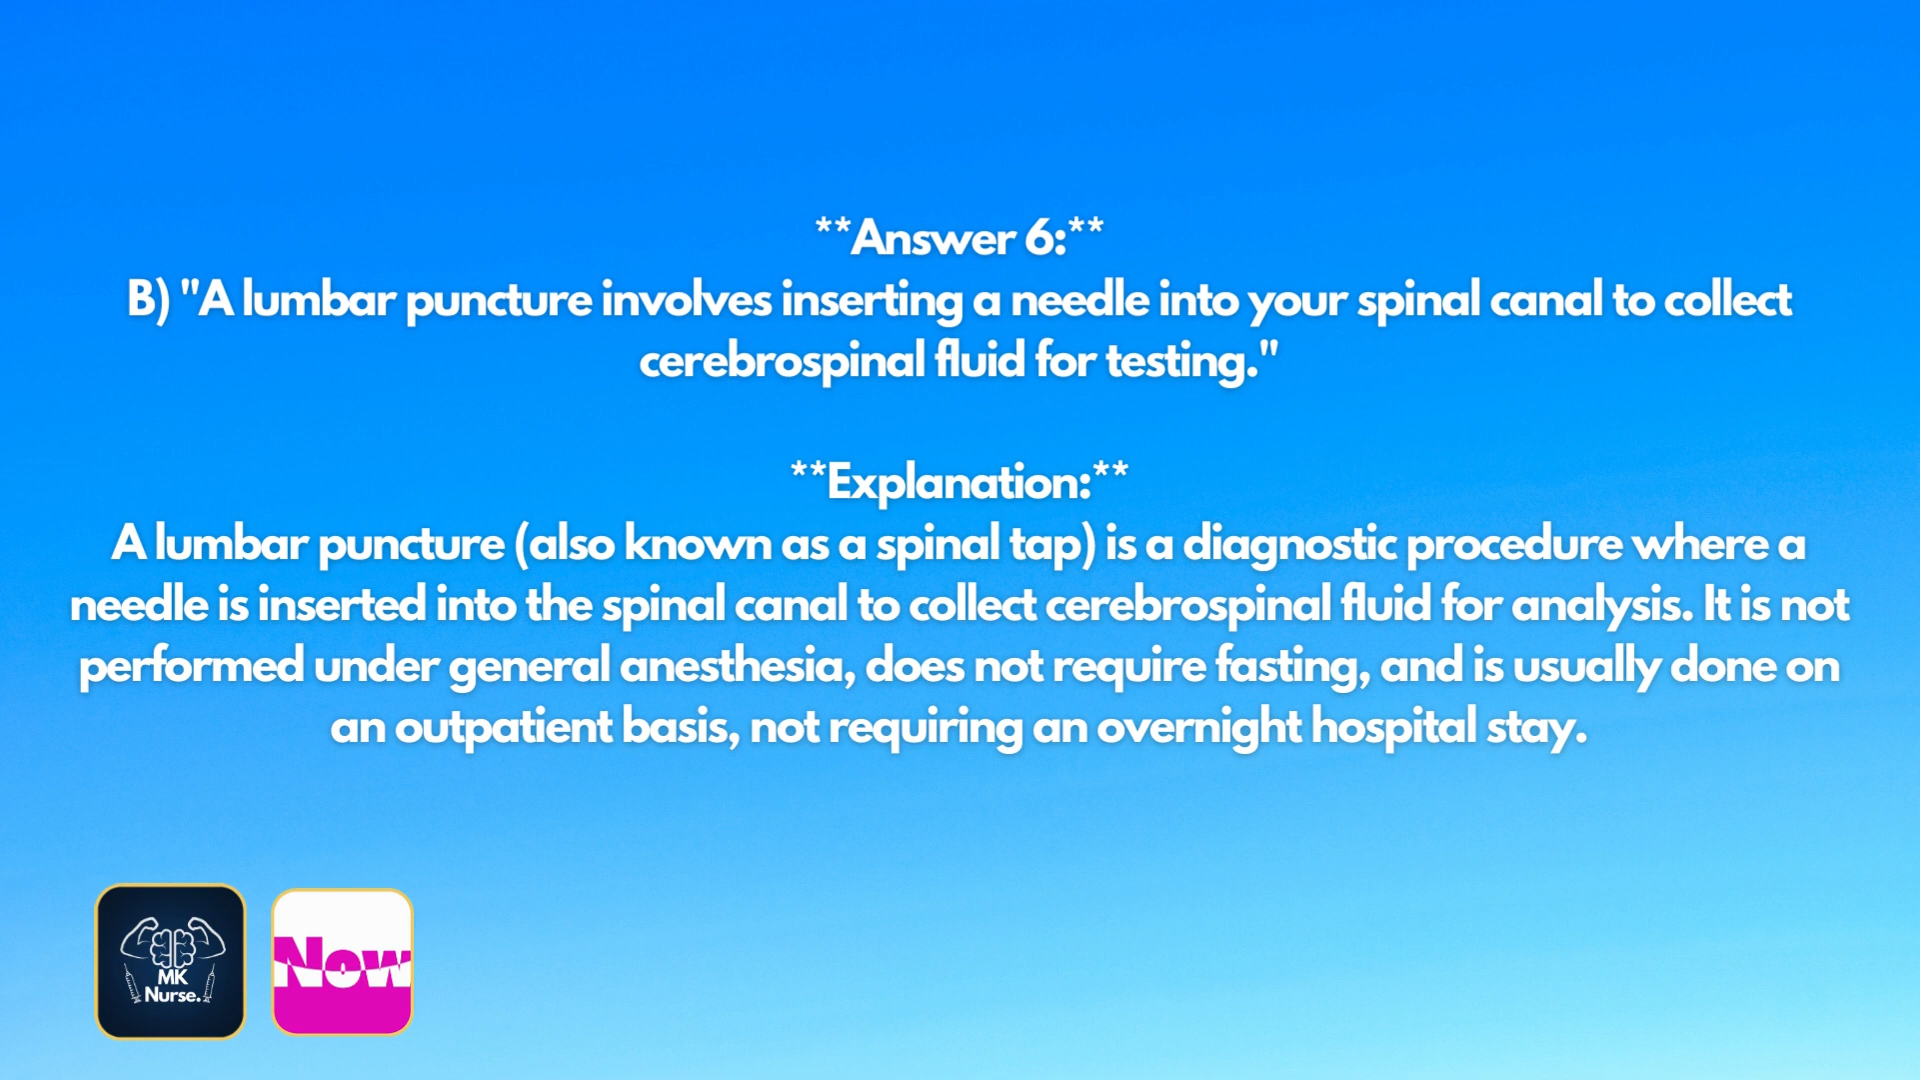 **Answer 6:**
B) "A lumbar puncture involves inserting a needle into your spinal canal to collect
cerebrospinal fluid for testing."
**Explanation:**
A lumbar puncture (also known as a spinal tap) is a diagnostic procedure where a
needle is inserted into the spinal canal to collect cerebrospinal fluid for analysis. It is not
performed under general anesthesia, does not require fasting, and is usually done on
an outpatient basis, not requiring an overnight hospital stay.
MK
Nurse.
Now